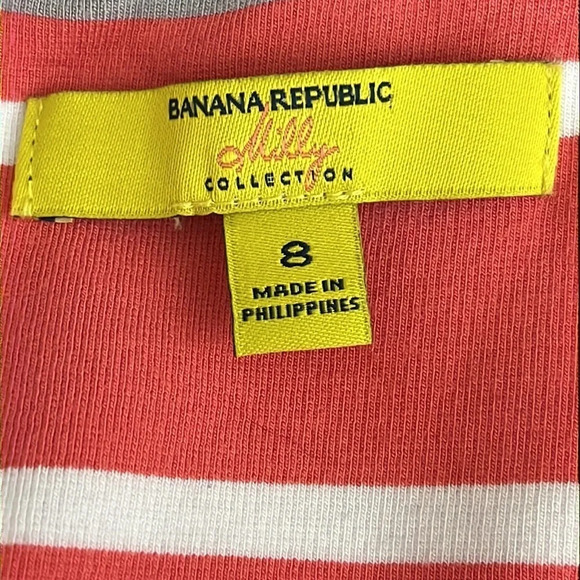 BANANA REPUBLIC
Milly
COLLECTION
8
MADE IN
PHILIPPINES